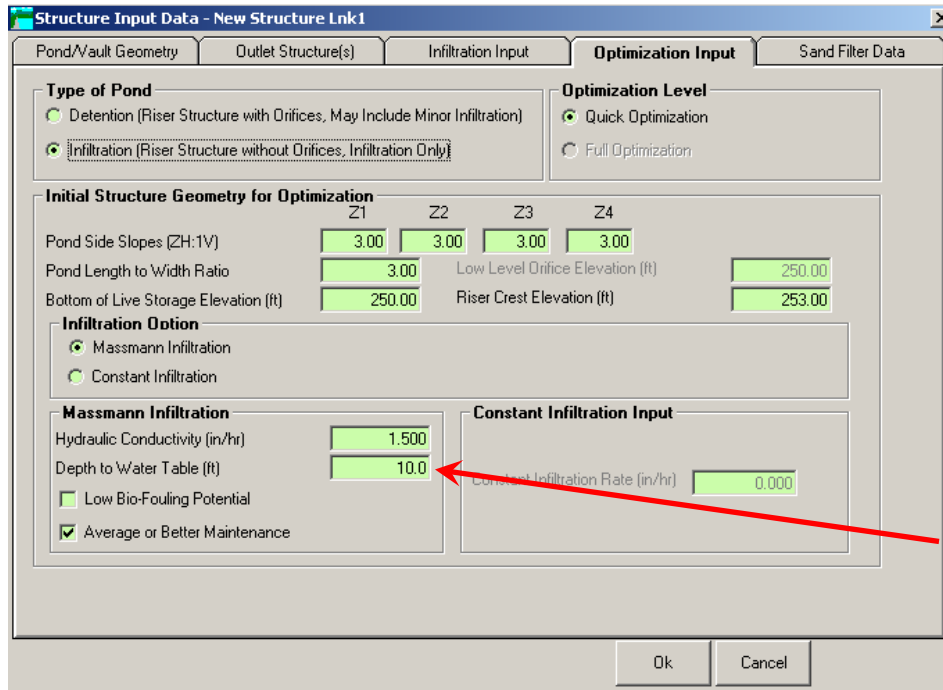 Structure Input Data - New Structure Lnk1
Pond/Vault Geometry
Outlet Structure(s)
Infiltration Input
Optimization Input
Sand Filter Data
Type of Pond
Detention (Riser Structure with Orifices, May Include Minor Infiltration)
Infiltration (Riser Structure without Orifices, Infiltration Only)
Optimization Level
Quick Optimization
Full Optimization
Initial Structure Geometry for Optimization
Z1 Z2 Z3 Z4
Pond Side Slopes (ZH:1V) 3.00 3.00 3.00 3.00
Pond Length to Width Ratio 3.00 Low Level Orifice Elevation (ft) 250.00
Bottom of Live Storage Elevation (ft) 250.00 Riser Crest Elevation (ft) 253.00
Infiltration Option
Massmann Infiltration
Constant Infiltration
Massmann Infiltration
Hydraulic Conductivity (in/hr) 1.500
Depth to Water Table (ft) 10.0
Low Bio-Fouling Potential
Average or Better Maintenance
Constant Infiltration Input
Constant Infiltration Rate (in/hr) 0.000
Ok Cancel